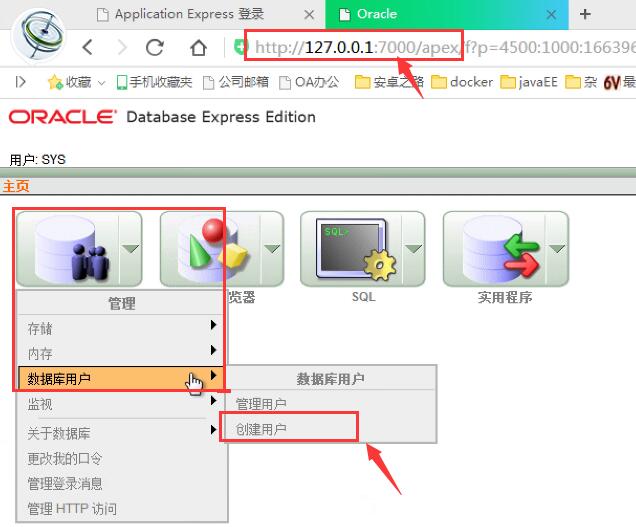 Application Express 登录
Oracle
http://127.0.0.1:7000/apex/f?p=4500:1000:166396
收藏 手机收藏夹 公司邮箱 OA办公 安卓之路 docker javaEE 杂 6V 最
ORACLE Database Express Edition
用户: SYS
主页
SQL>
览器 SQL 实用程序
管理
存储
内存
数据库用户
监视
关于数据库
更改我的口令
管理登录消息
管理 HTTP 访问
数据库用户
管理用户
创建用户